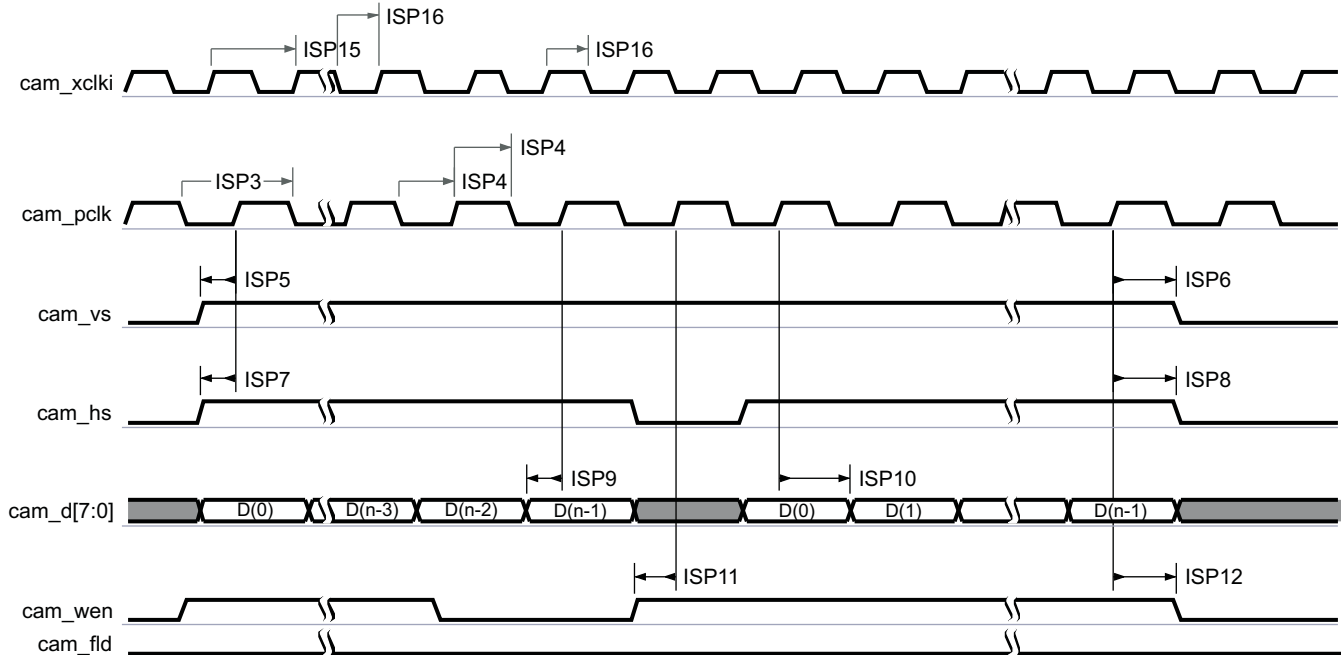 ISP16
ISP15 ISP16
cam_xclki
ISP4
ISP3 ISP4
cam_pclk
ISP5 ISP6
cam_vs
ISP7 ISP8
cam_hs
ISP9 ISP10
cam_d[7:0] D(0) D(n-3) D(n-2) D(n-1) D(0) D(1) D(n-1)
ISP11 ISP12
cam_wen
cam_fld